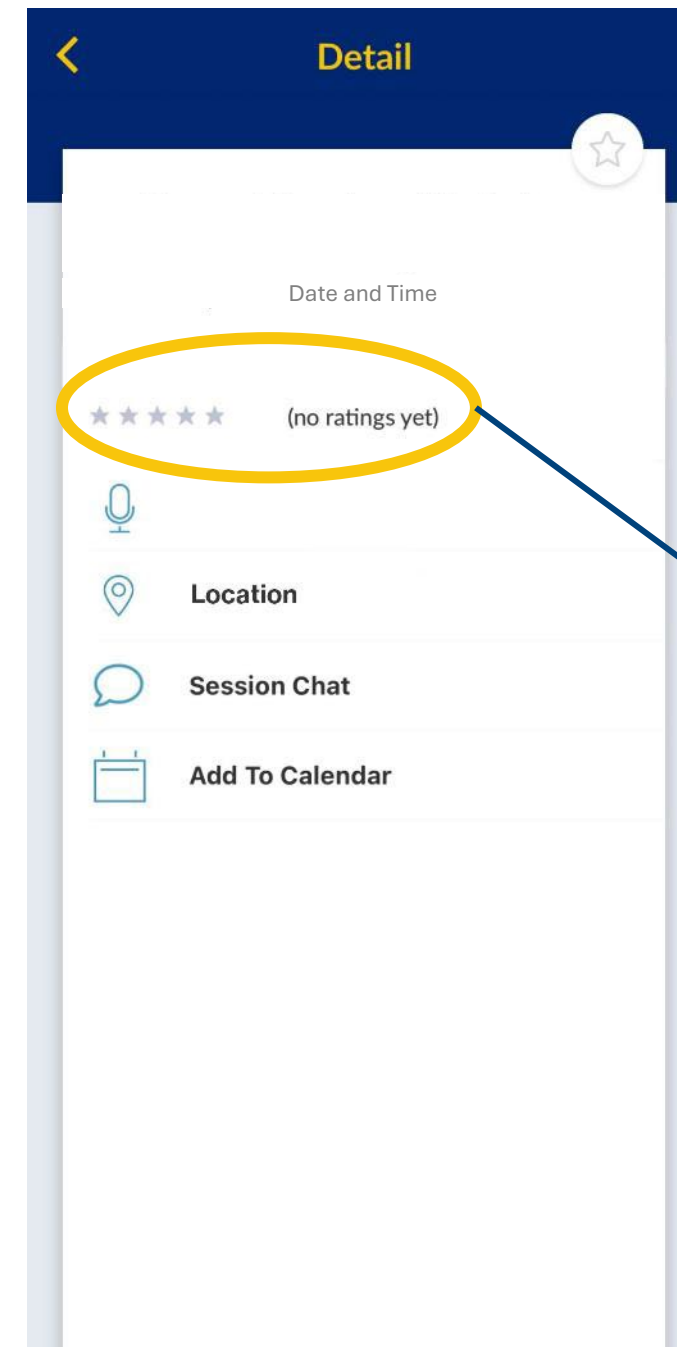 Detail
Date and Time
(no ratings yet)
Location
Session Chat
Add To Calendar